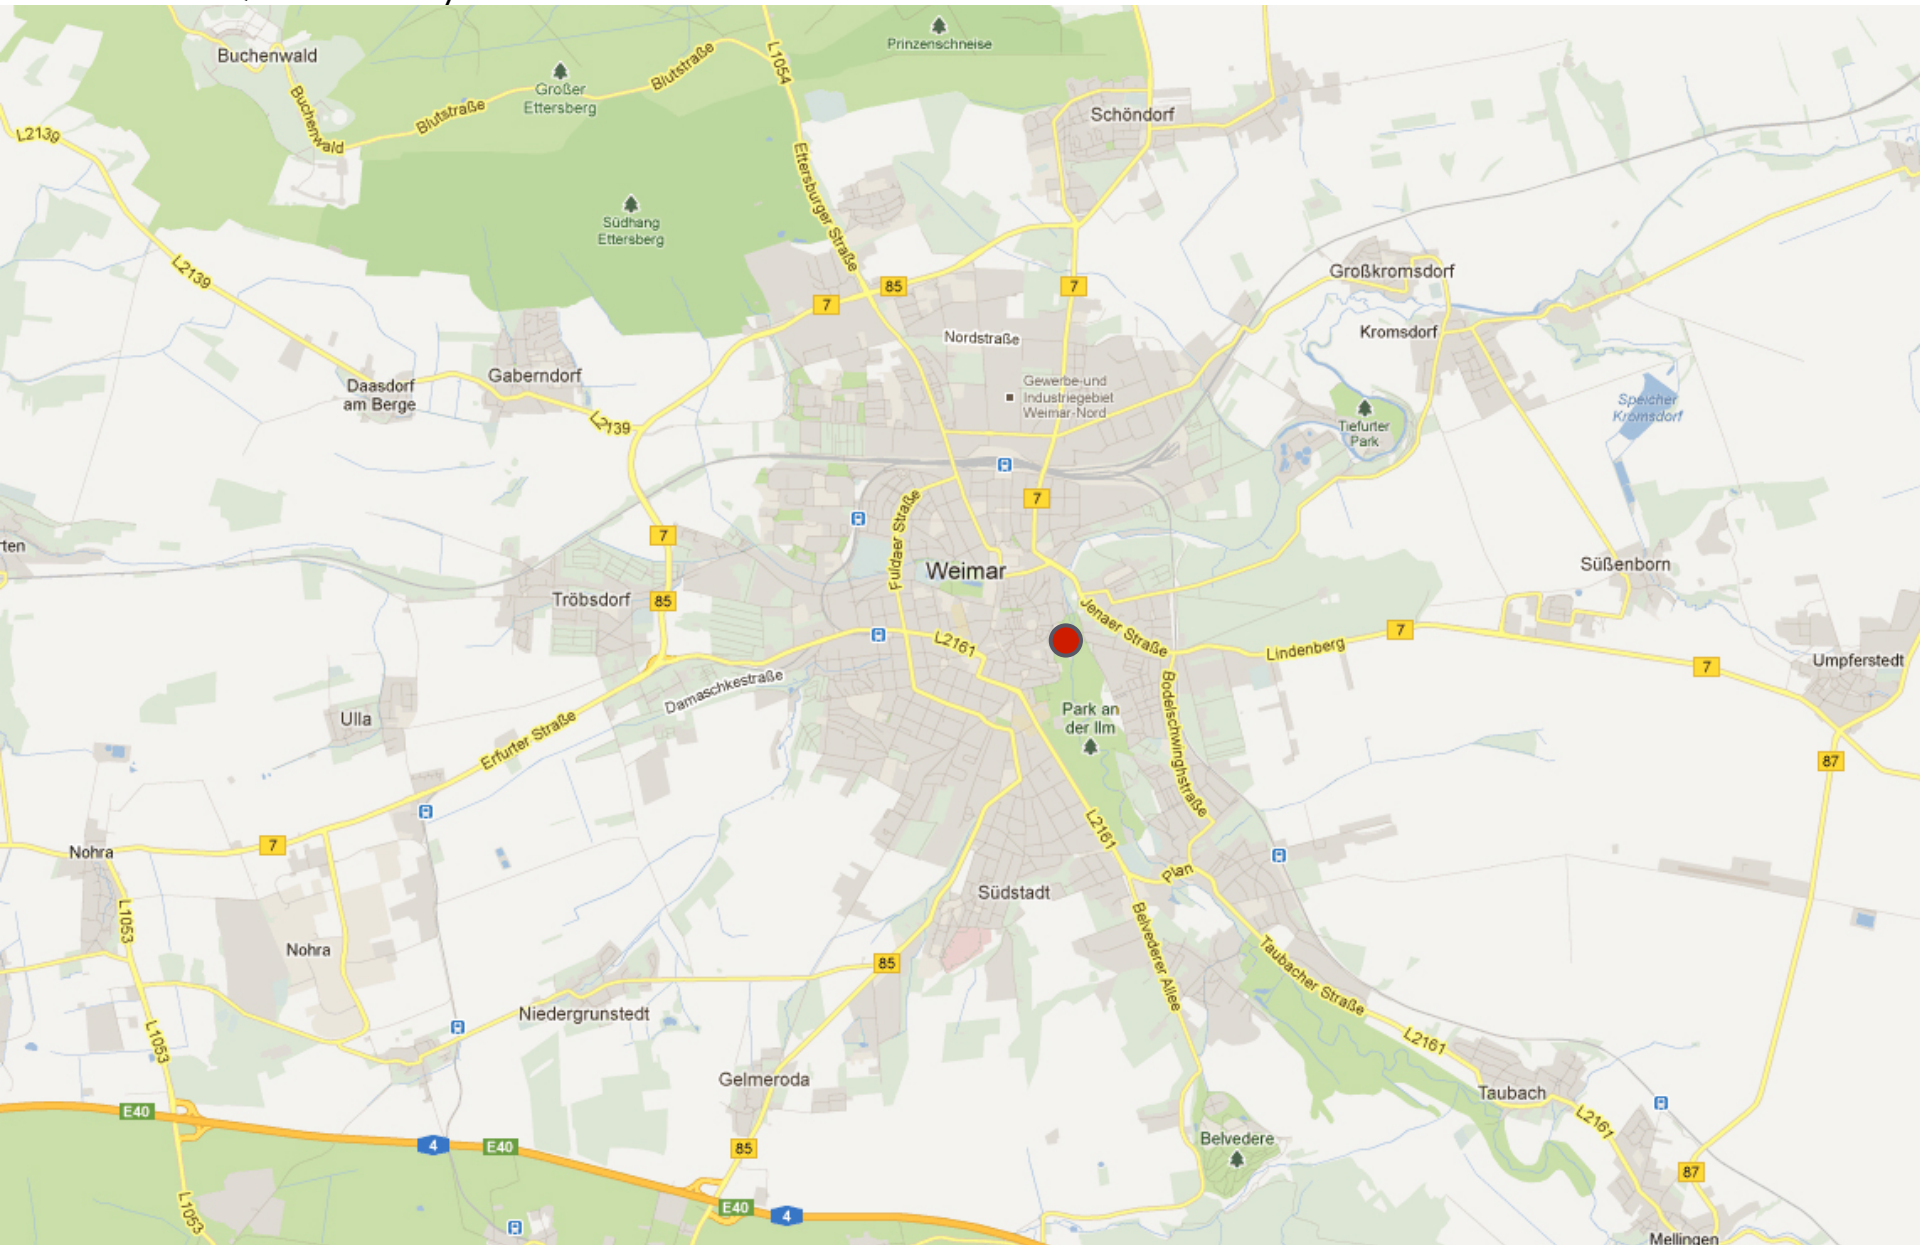 Prinzenschneise
Buchenwald
L1054
Blutstraße
Großer
Ettersberg
Buchenwald
Blutstraße
Schöndorf
L2139
Ettersburger Straße
Südhang
Ettersberg
L2139
Großkromsdorf
85
7
7
Nordstraße
Kromsdorf
Gaberndorf
Daasdorf
am Berge
Gewerbe-und
Industriegebiet
Weimar-Nord
Speicher
Kromsdorf
L2139
Tiefurter
Park
7
Fuldaer Straße
7
rten
Weimar
Süßenborn
Tröbsdorf
85
Jenaer Straße
7
L2161
Lindenberg
Umpferstedt
7
Damaschkestraße
Bodelschwinghstraße
Ulla
Park an
der Ilm
Erfurter Straße
87
L2161
7
Nohra
Plan
Südstadt
L1053
Belvederer Allee
Nohra
85
Taubacher Straße
Niedergrunstedt
L1053
L2161
Gelmeroda
Taubach
E40
L2161
4
E40
85
Belvedere
87
L1053
E40
4
Mellingen